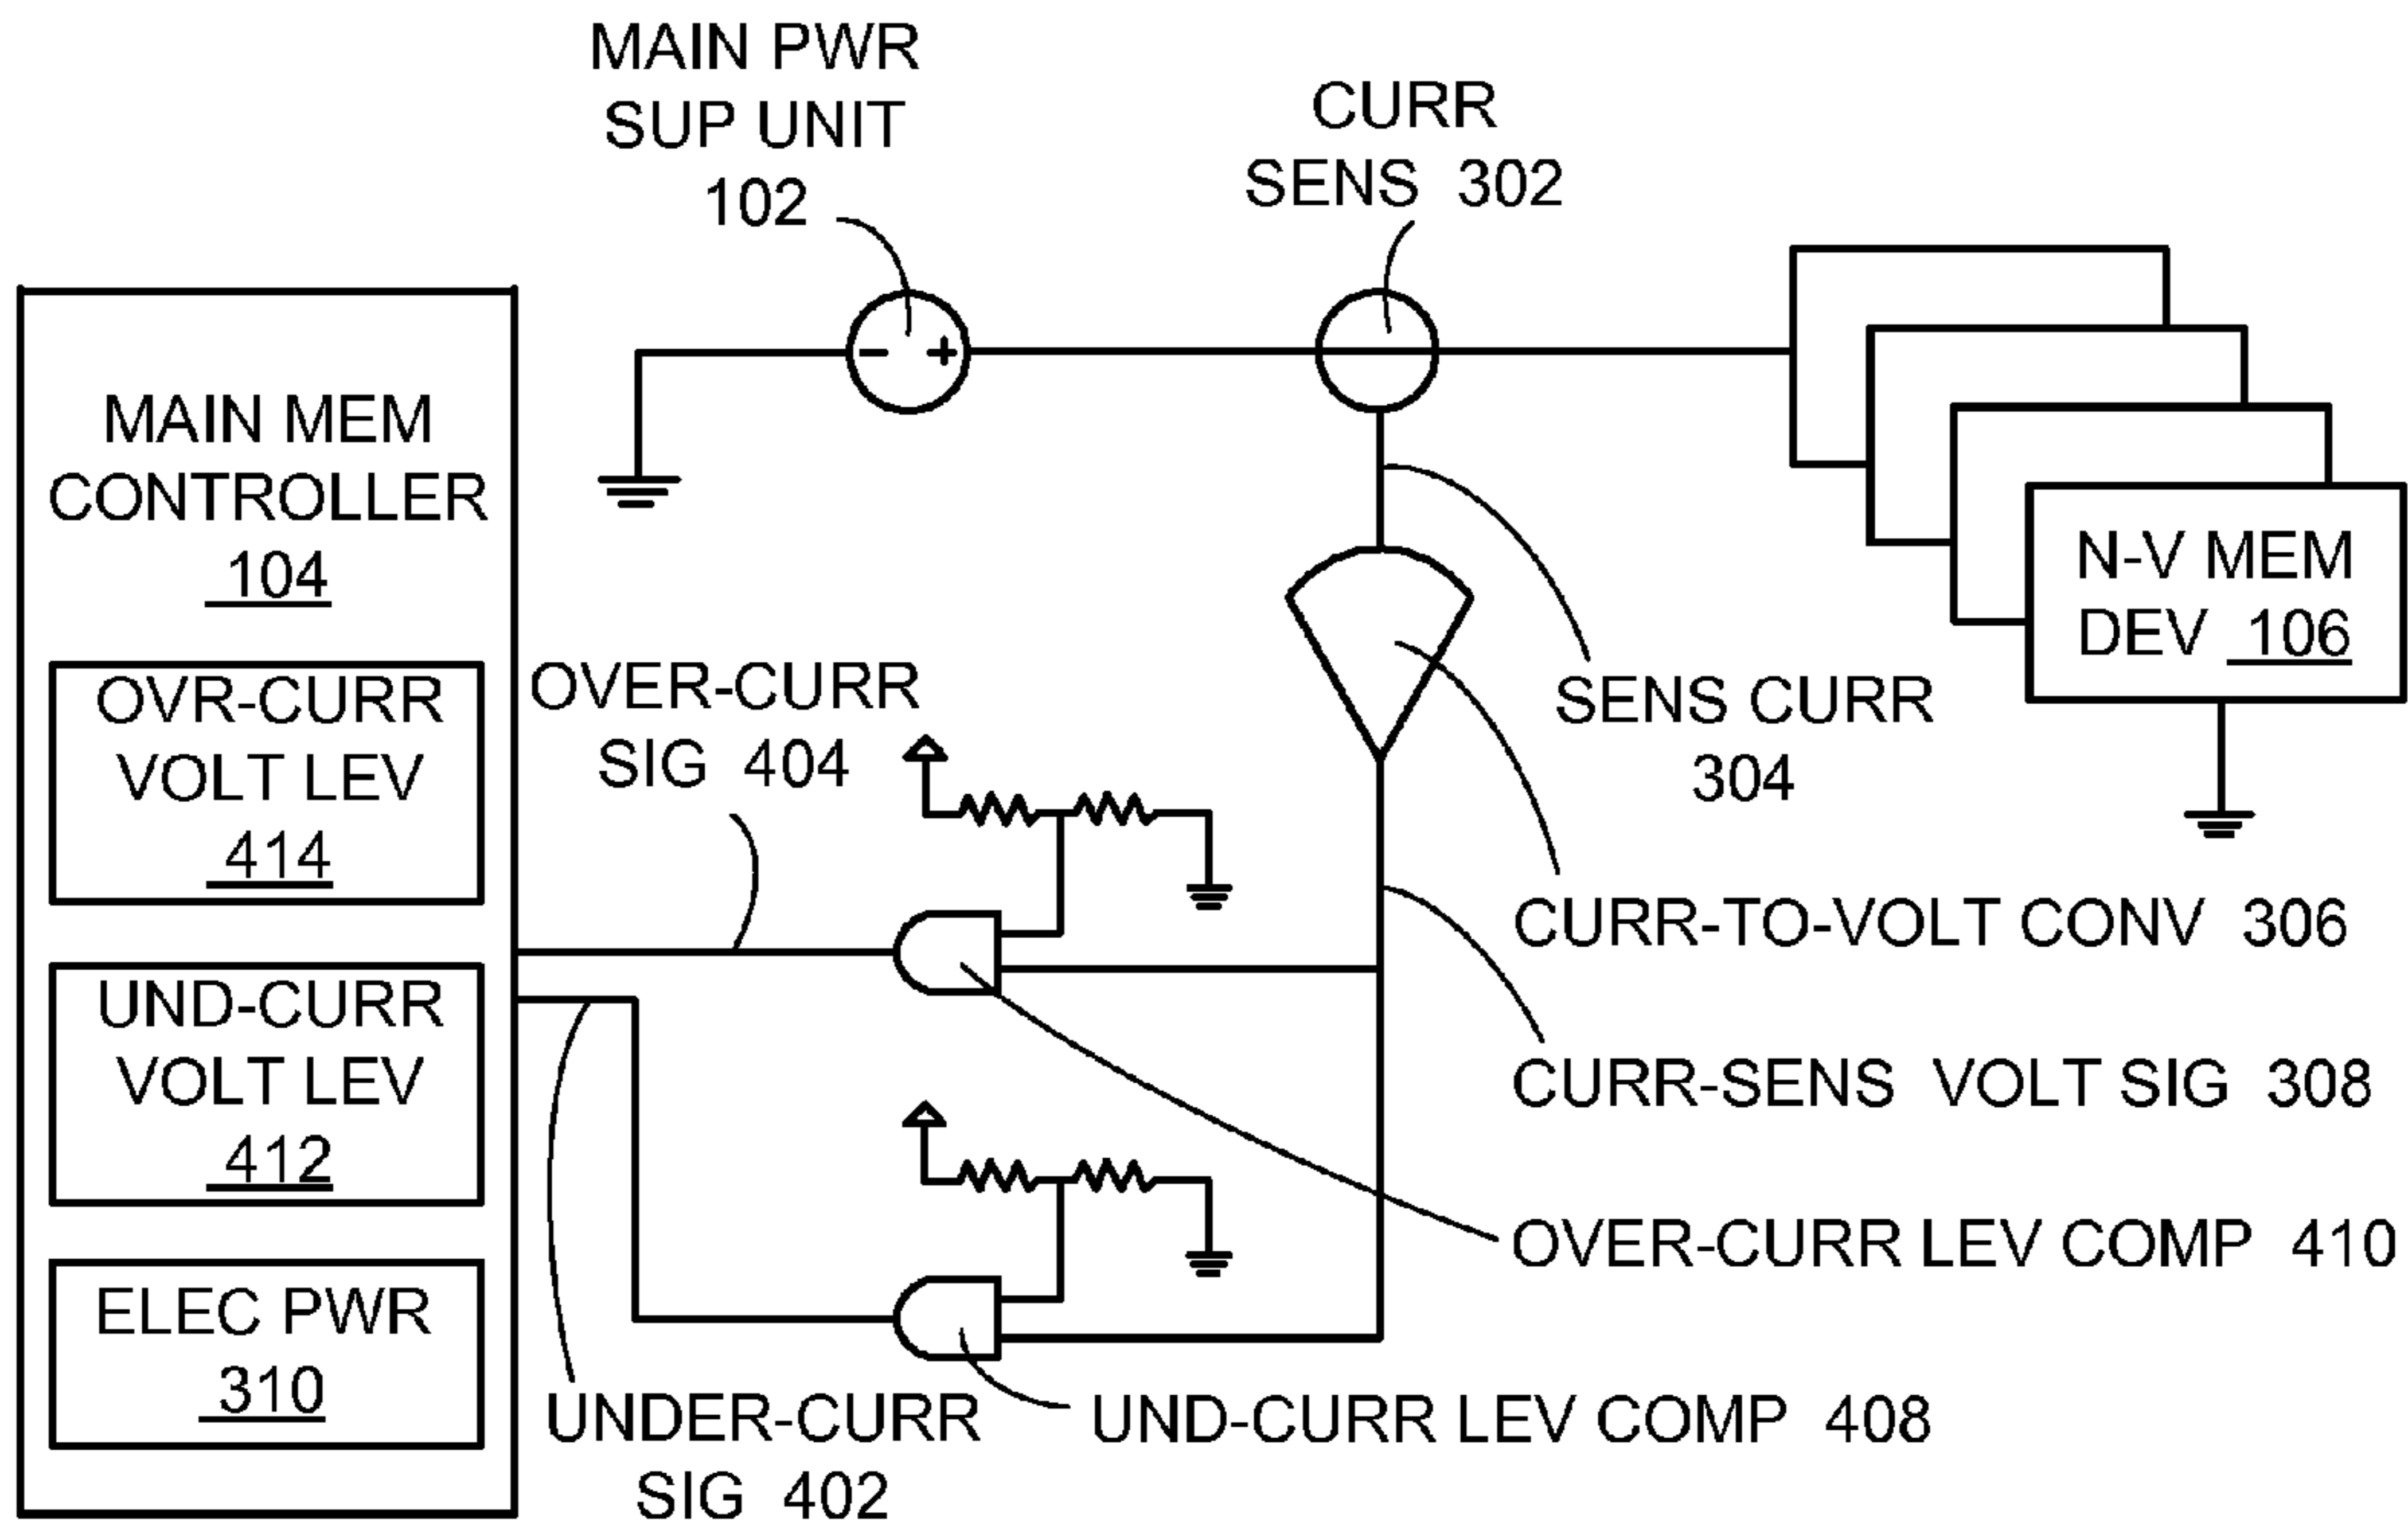 MAIN PWR
SUP UNIT
102
CURR
SENS 302
MAIN MEM
CONTROLLER
104
OVR-CURR
VOLT LEV
414
UND-CURR
VOLT LEV
412
ELEC PWR
310
- +
N-V MEM
DEV 106
OVER-CURR
SIG 404
SENS CURR
304
CURR-TO-VOLT CONV 306
CURR-SENS VOLT SIG 308
OVER-CURR LEV COMP 410
UND-CURR LEV COMP 408
UNDER-CURR
SIG 402